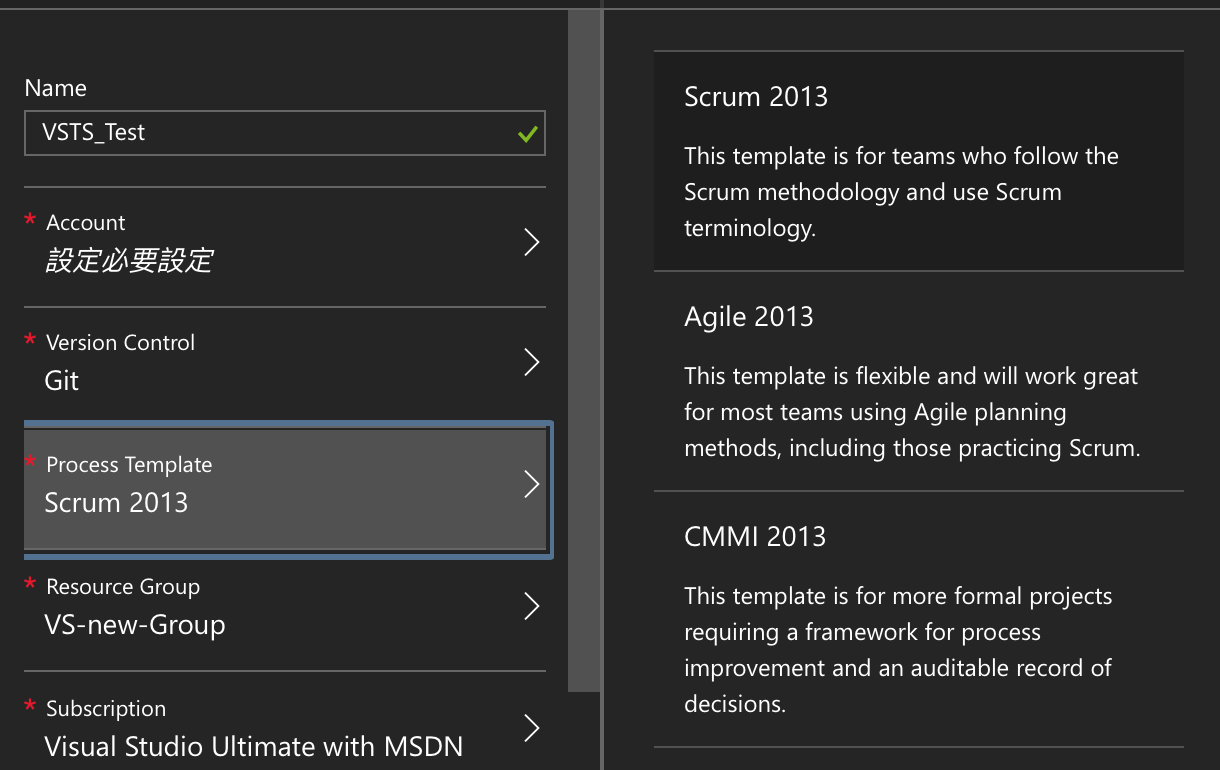 Name
VSTS_Test
* Account
設定必要設定
* Version Control
Git
* Process Template
Scrum 2013
* Resource Group
VS-new-Group
* Subscription
Visual Studio Ultimate with MSDN
Scrum 2013
This template is for teams who follow the
Scrum methodology and use Scrum
terminology.
Agile 2013
This template is flexible and will work great
for most teams using Agile planning
methods, including those practicing Scrum.
CMMI 2013
This template is for more formal projects
requiring a framework for process
improvement and an auditable record of
decisions.